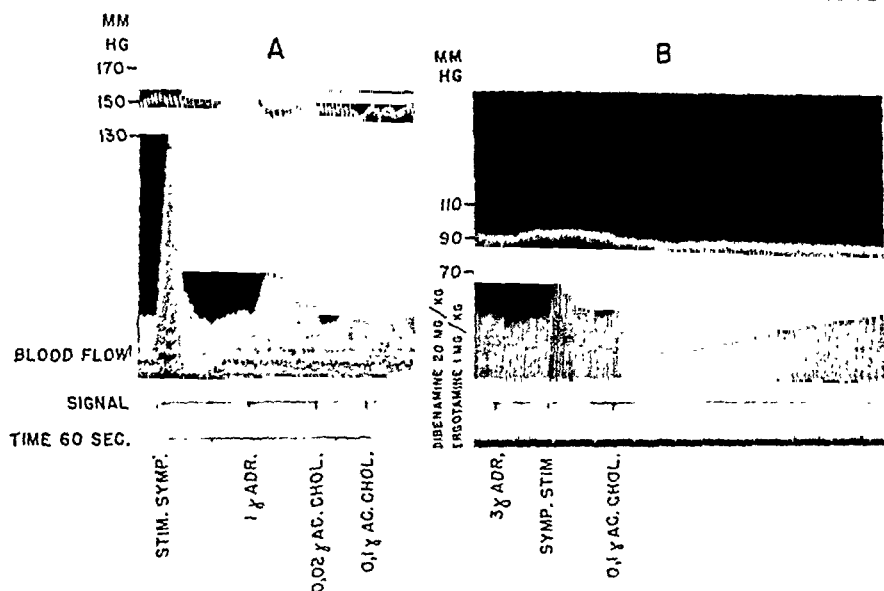 A
MM
HG
170
150
130
BLOOD FLOW
SIGNAL
TIME 60 SEC.
STIM. SYMP.
1 γ ADR.
0,02 γ AC. CHOL.
0,1 γ AC. CHOL.
B
MM
HG
110
90
70
DIBENAMINE 20 MG/KG
ERGOTAMINE 1 MG/KG
3 γ ADR,
SYMP. STIM
0,1 γ AC. CHOL.